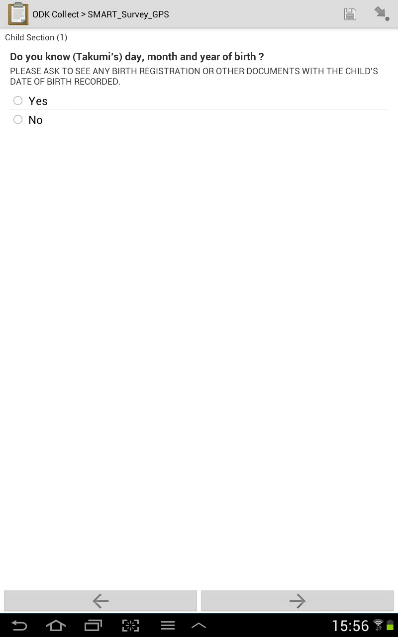 ODK Collect > SMART_Survey_GPS
Child Section (1)
Do you know (Takumi's) day, month and year of birth ?
PLEASE ASK TO SEE ANY BIRTH REGISTRATION OR OTHER DOCUMENTS WITH THE CHILD'S
DATE OF BIRTH RECORDED.
Yes
No
15:56